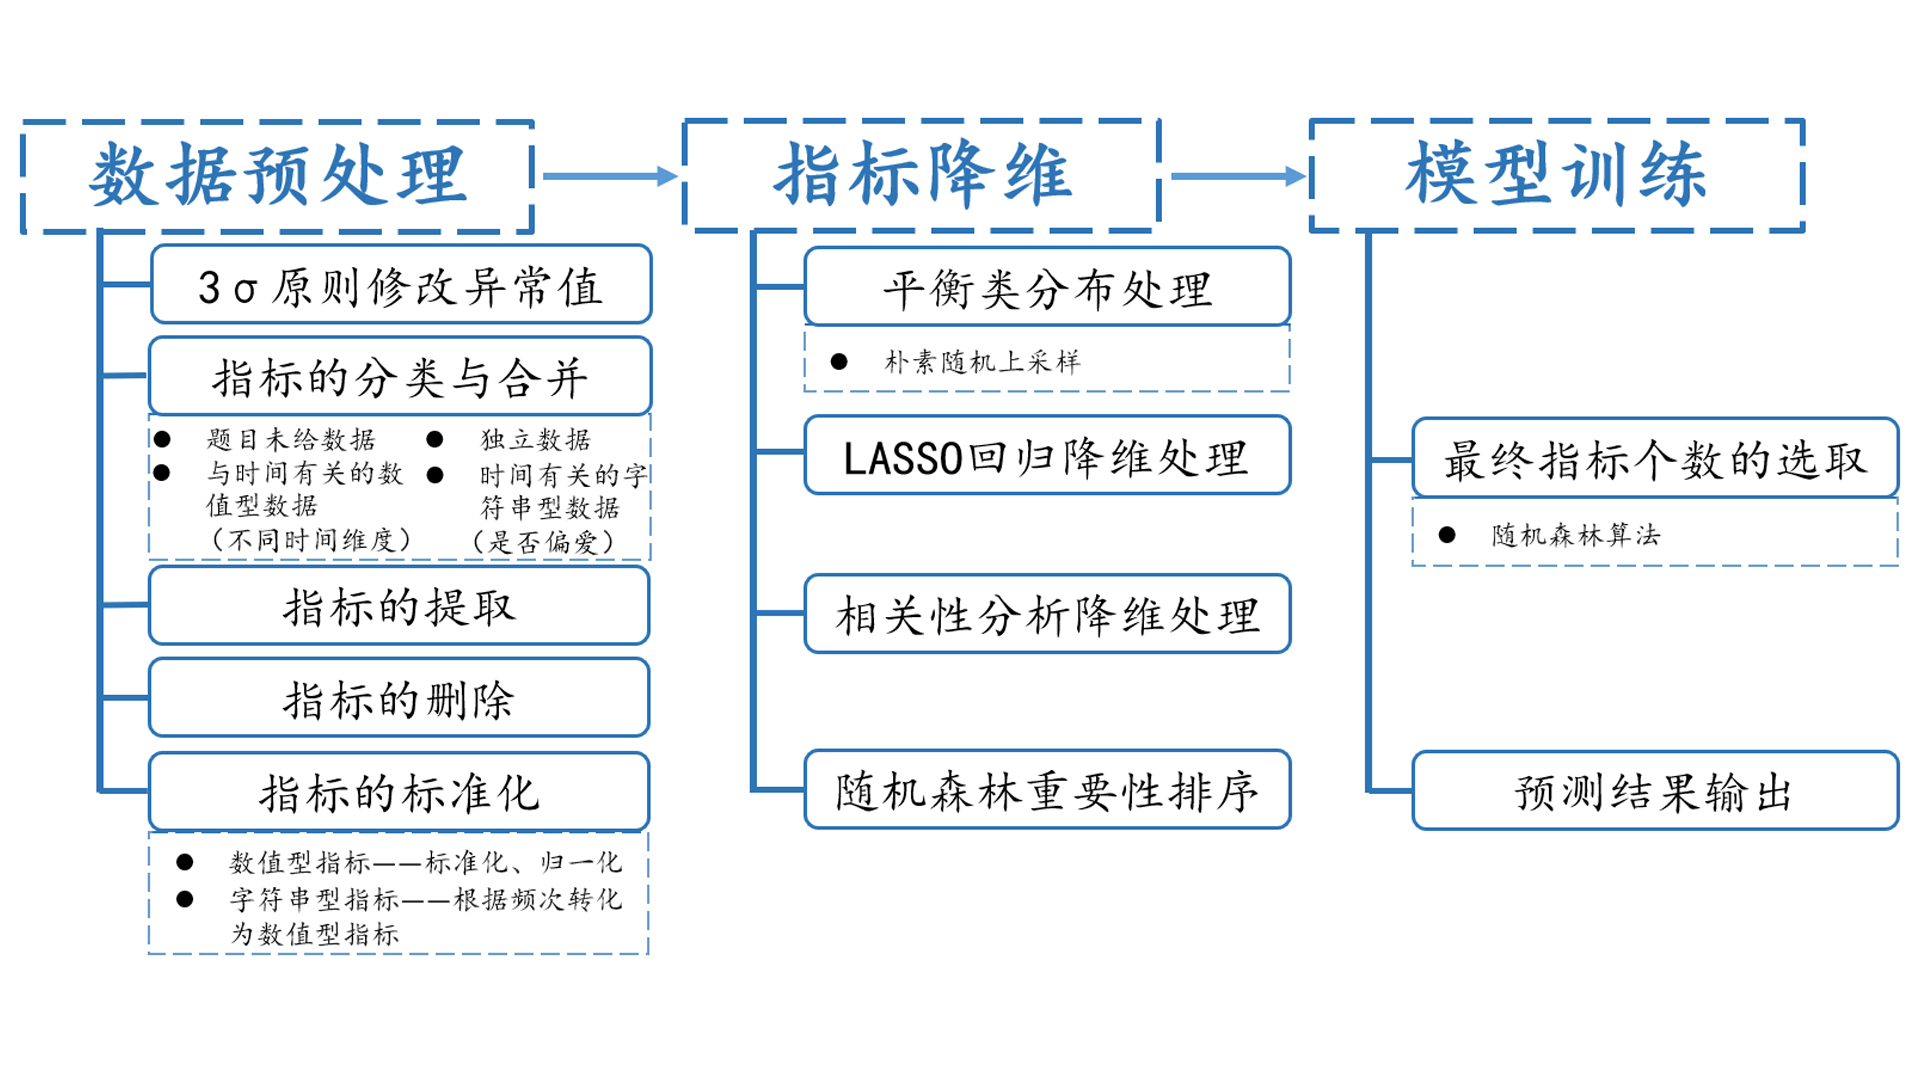 数据预处理
3σ原则修改异常值
指标的分类与合并
题目未给数据
与时间有关的数
值型数据
（不同时间维度）
独立数据
时间有关的字
符串型数据
（是否偏爱）
指标的提取
指标的删除
指标的标准化
数值型指标——标准化、归一化
字符串型指标——根据频次转化
为数值型指标
指标降维
平衡类分布处理
朴素随机上采样
LASSO回归降维处理
相关性分析降维处理
随机森林重要性排序
模型训练
最终指标个数的选取
随机森林算法
预测结果输出